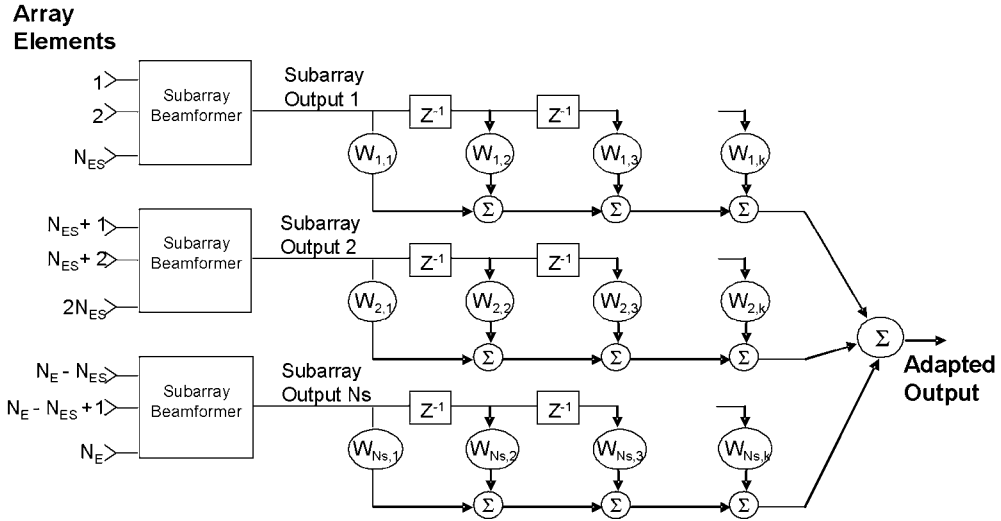 Array
Elements
1
2
N_ES
Subarray
Beamformer
Subarray
Output 1
Z⁻¹
Z⁻¹
W_1,1
W_1,2
W_1,3
W_1,k
Σ
Σ
Σ
N_ES + 1
N_ES + 2
2N_ES
Subarray
Beamformer
Subarray
Output 2
Z⁻¹
Z⁻¹
W_2,1
W_2,2
W_2,3
W_2,k
Σ
Σ
Σ
N_E - N_ES
N_E - N_ES +1
N_E
Subarray
Beamformer
Subarray
Output Ns
Z⁻¹
Z⁻¹
W_Ns,1
W_Ns,2
W_Ns,3
W_Ns,k
Σ
Σ
Σ
Σ
Adapted
Output